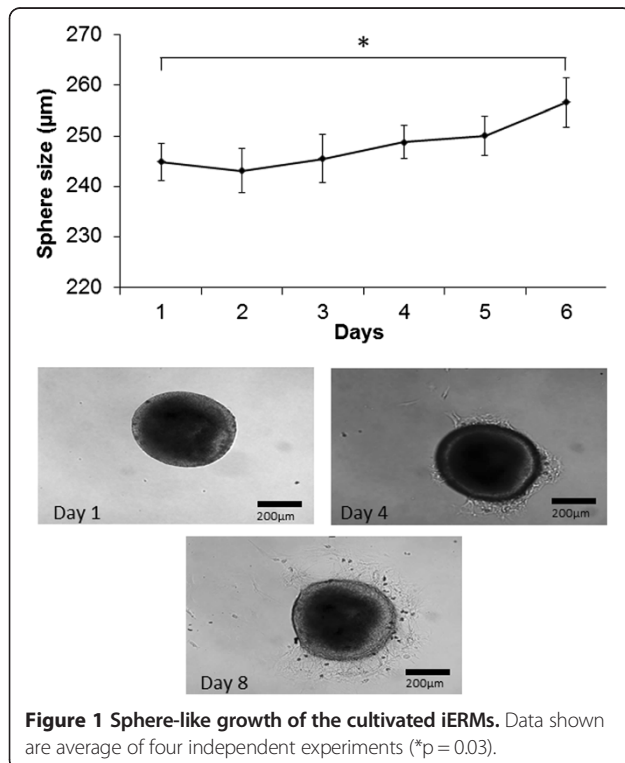 270
260
250
240
230
220
Sphere size (µm)
*
1 2 3 4 5 6
Days
Day 1
200µm
Day 4
200µm
Day 8
200µm
Figure 1 Sphere-like growth of the cultivated iERMs. Data shown
are average of four independent experiments (*p = 0.03).